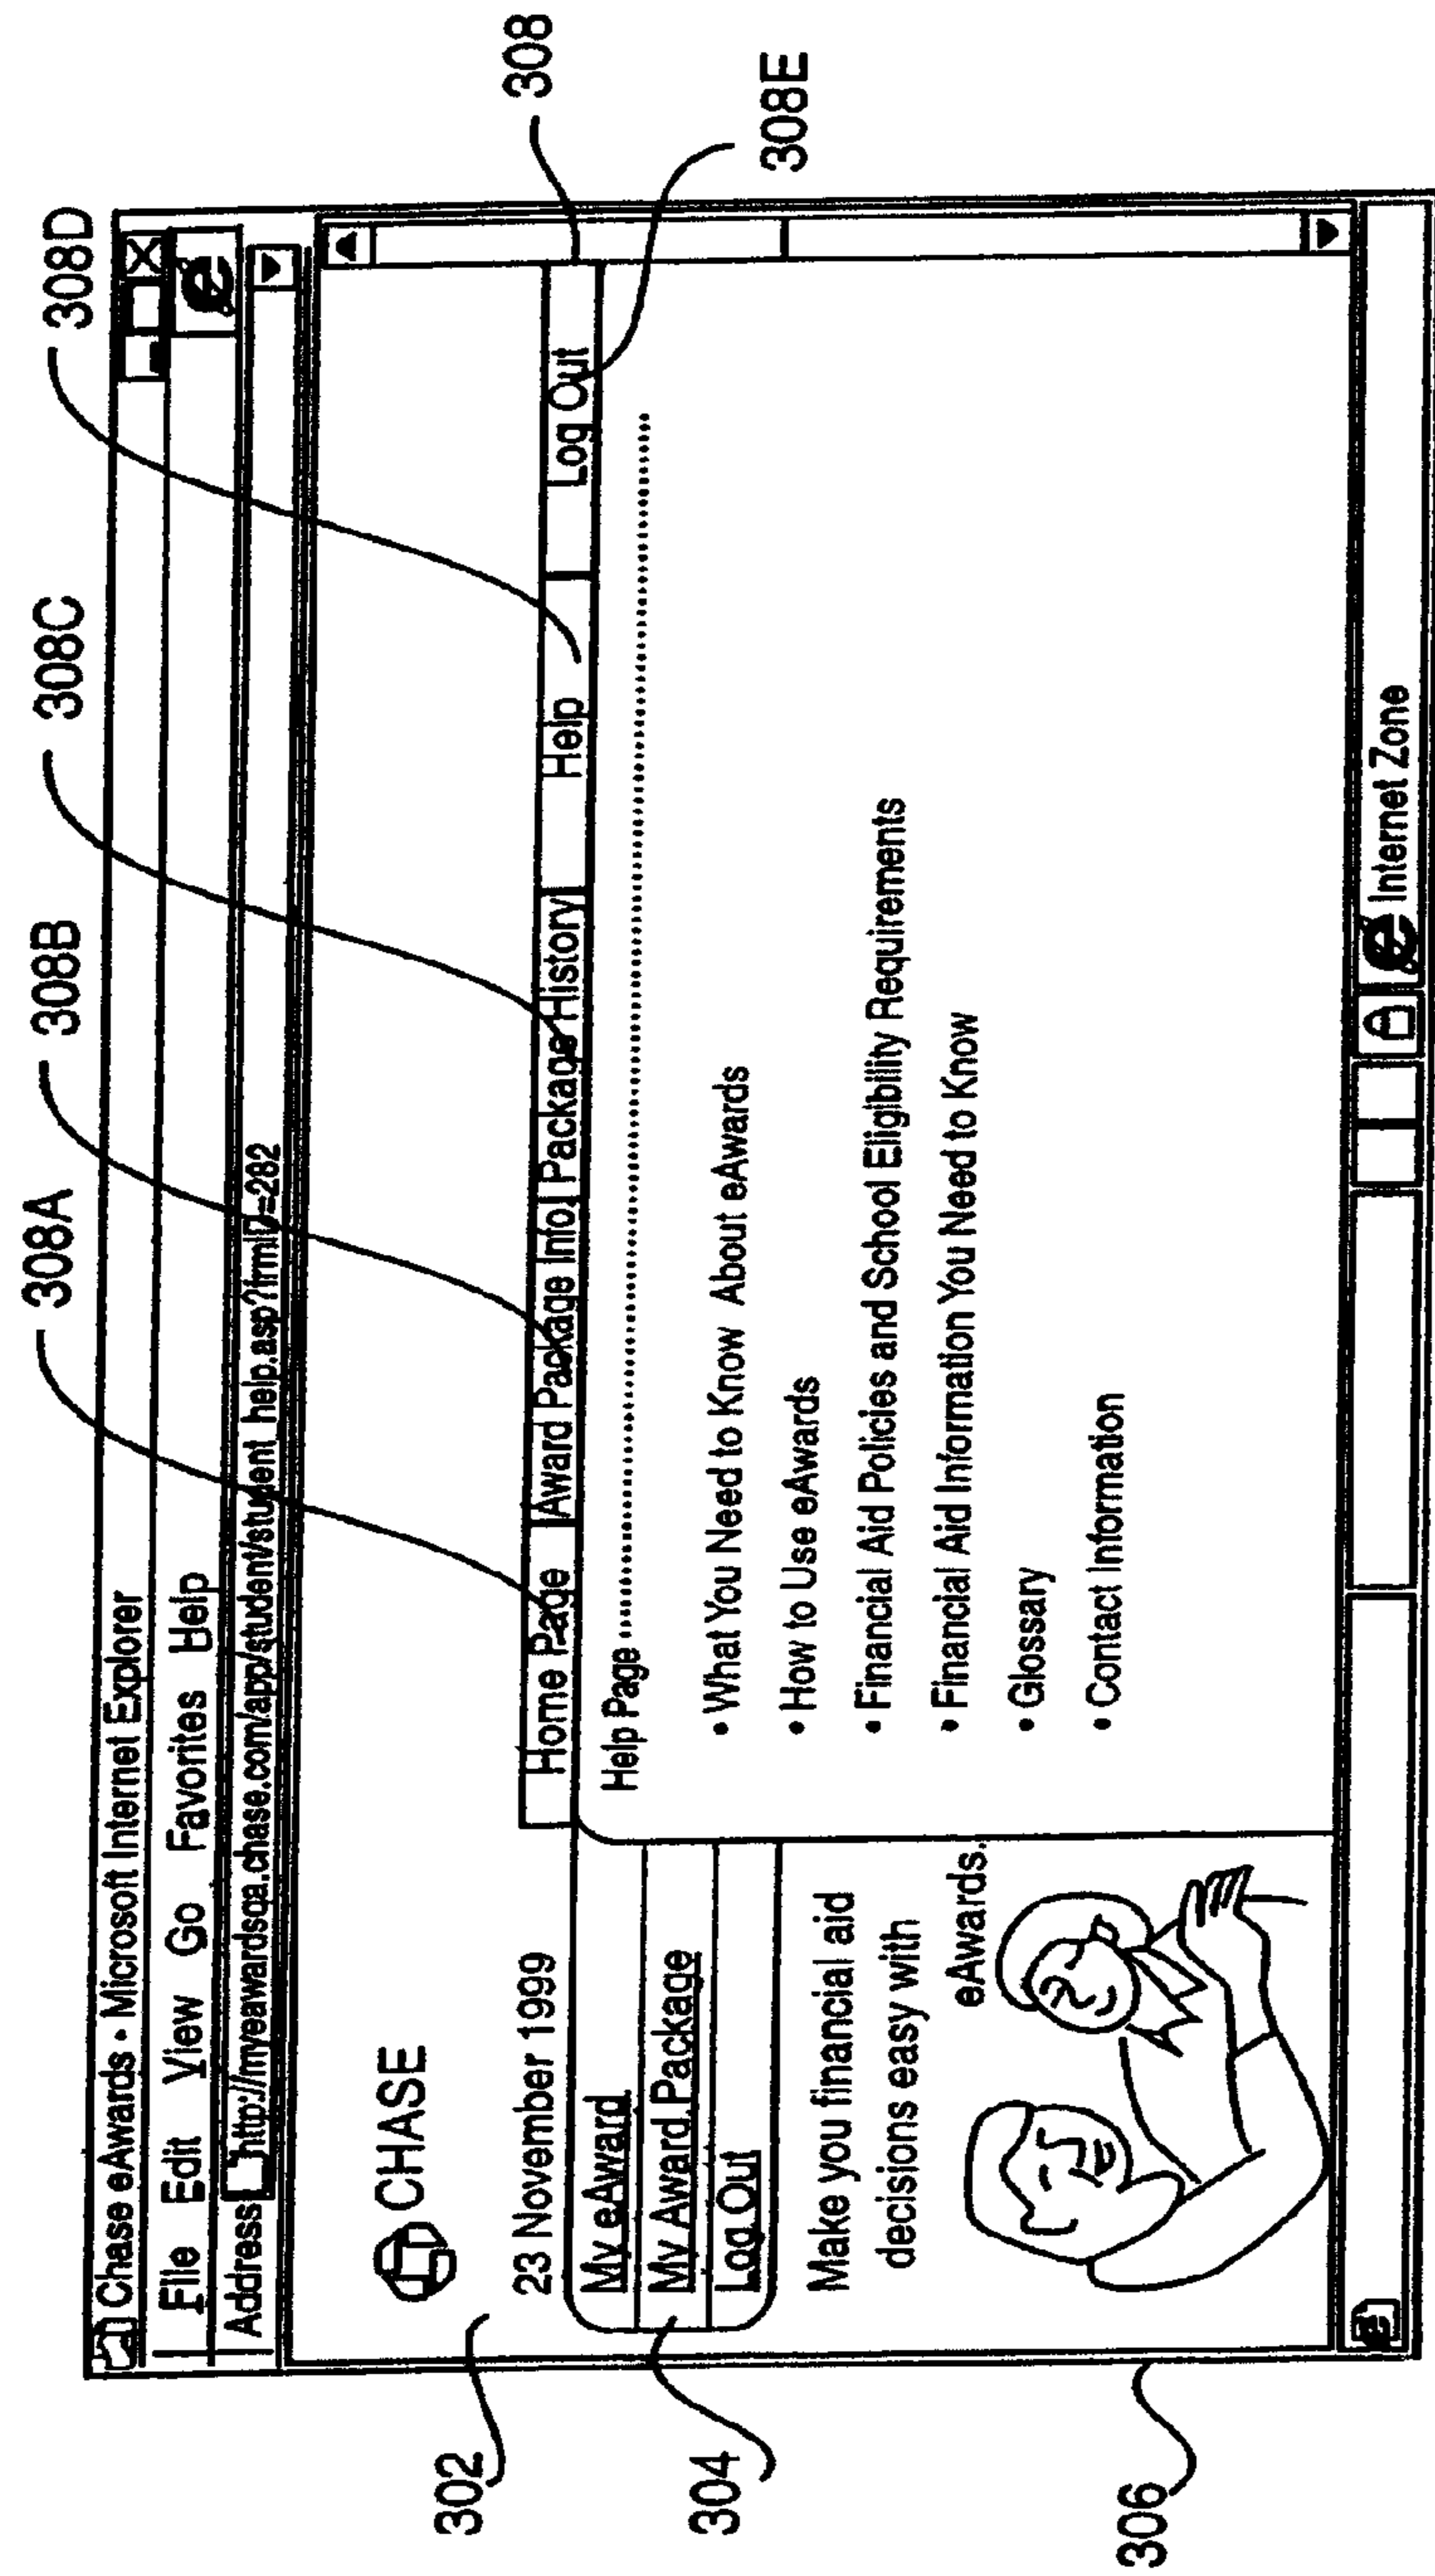 308A
308B
308C
308D
Chase eAwards - Microsoft Internet Explorer
File Edit View Go Favorites Help
Address http://myeawardsqa.chase.com/app/student/student_help.asp?frmID=282
302
CHASE
308
23 November 1999
Home Page Award Package Info Package History Help Log Out
My eAward
Help Page
304
My Award Package
Log Out
308E
• What You Need to Know About eAwards
• How to Use eAwards
• Financial Aid Policies and School Eligibility Requirements
• Financial Aid Information You Need to Know
• Glossary
• Contact Information
Make you financial aid
decisions easy with
eAwards.
306
Internet Zone